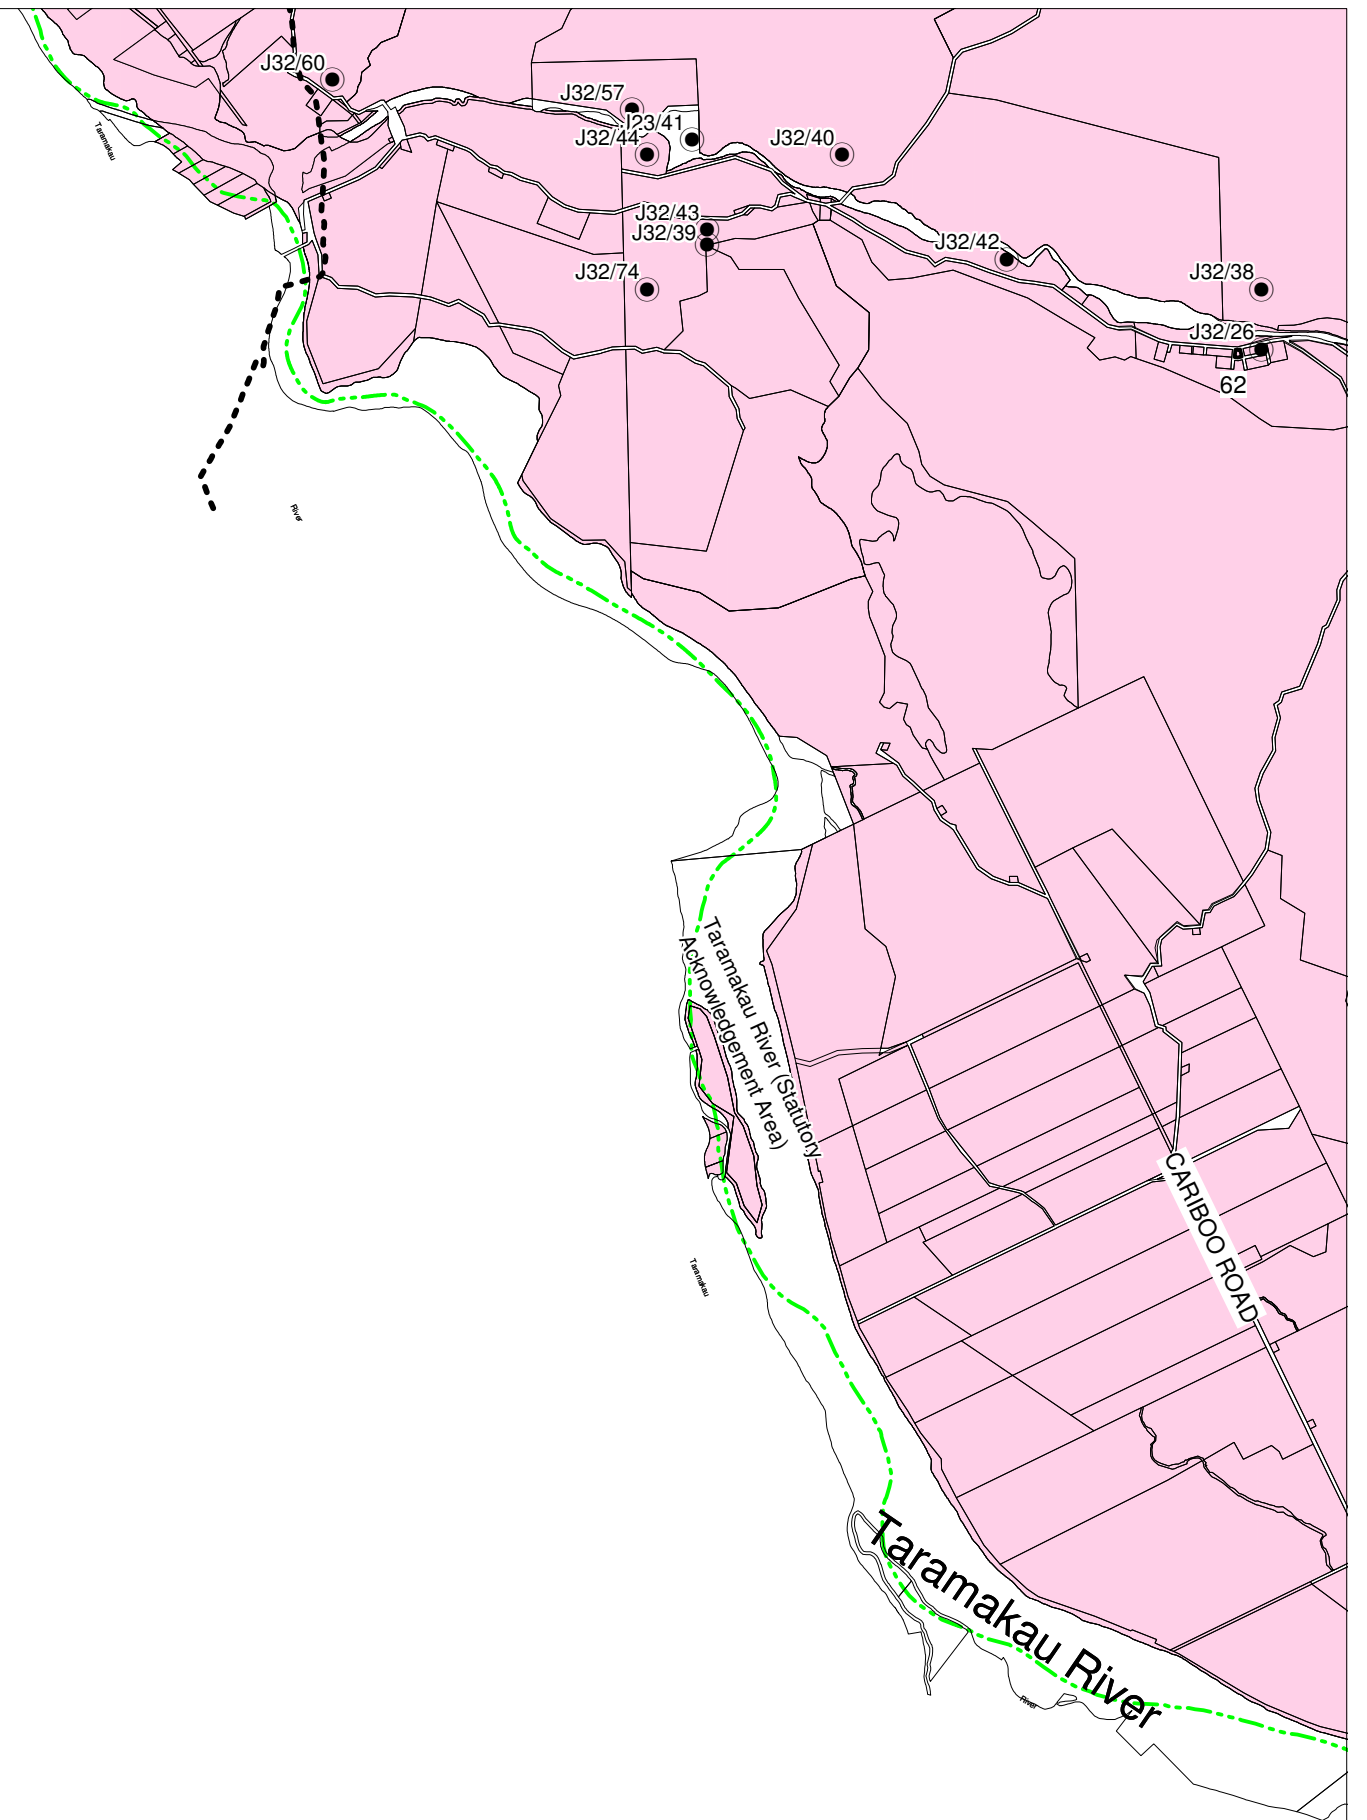 J32/60
J32/57
J23/41
J32/44
J32/40
Taramakau
J32/43
J32/39
J32/42
J32/74
J32/38
J32/26
62
River
Taramakau River (Statutory
Acknowledgement Area)
CARIBOO ROAD
Taramakau
Taramakau River
River